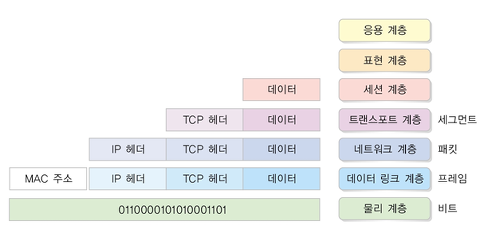 응용 계층
표현 계층
데이터 세션 계층
TCP 헤더 데이터 트랜스포트 계층 세그먼트
IP 헤더 TCP 헤더 데이터 네트워크 계층 패킷
MAC 주소 IP 헤더 TCP 헤더 데이터 데이터 링크 계층 프레임
0110000101010001101 물리 계층 비트